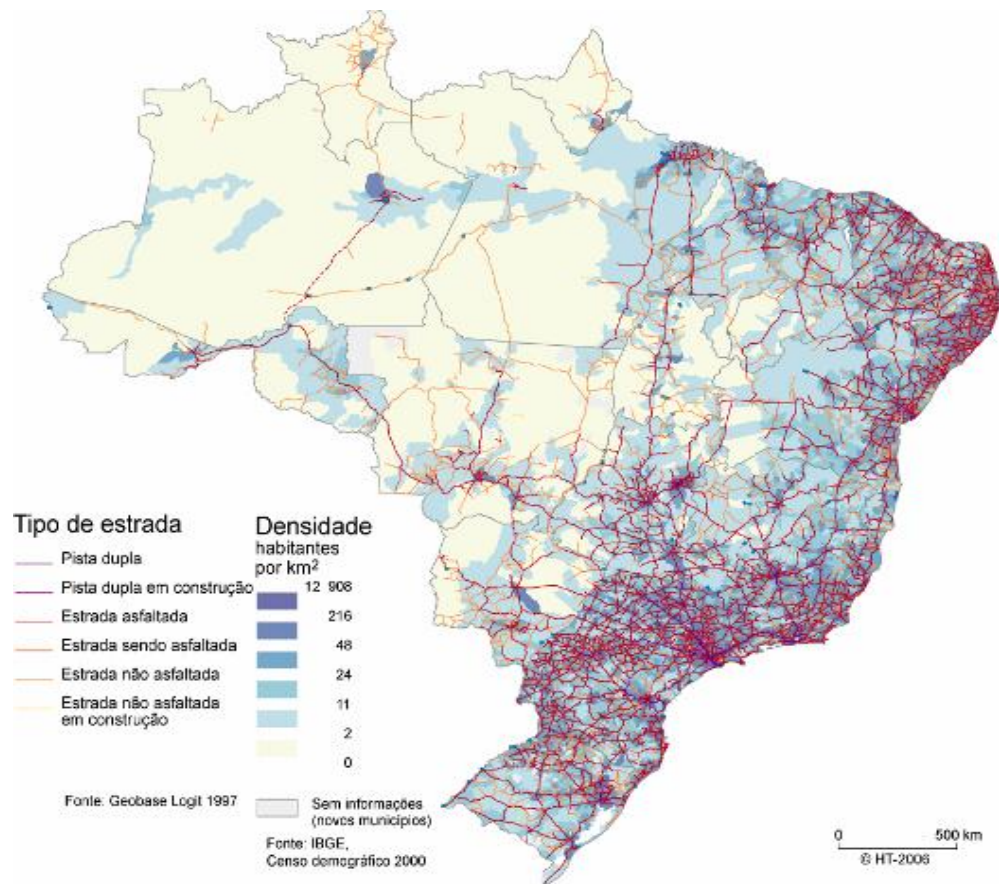 Tipo de estrada
Pista dupla
Pista dupla em construção
Estrada asfaltada
Estrada sendo asfaltada
Estrada não asfaltada
Estrada não asfaltada
em construção
Fonte: Geobase Logit 1997
Densidade
habitantes
por km²
12 908
216
48
24
11
2
0
Sem informações
(novos municípios)
Fonte: IBGE,
Censo demográfico 2000
0 500 km
© HT-2006